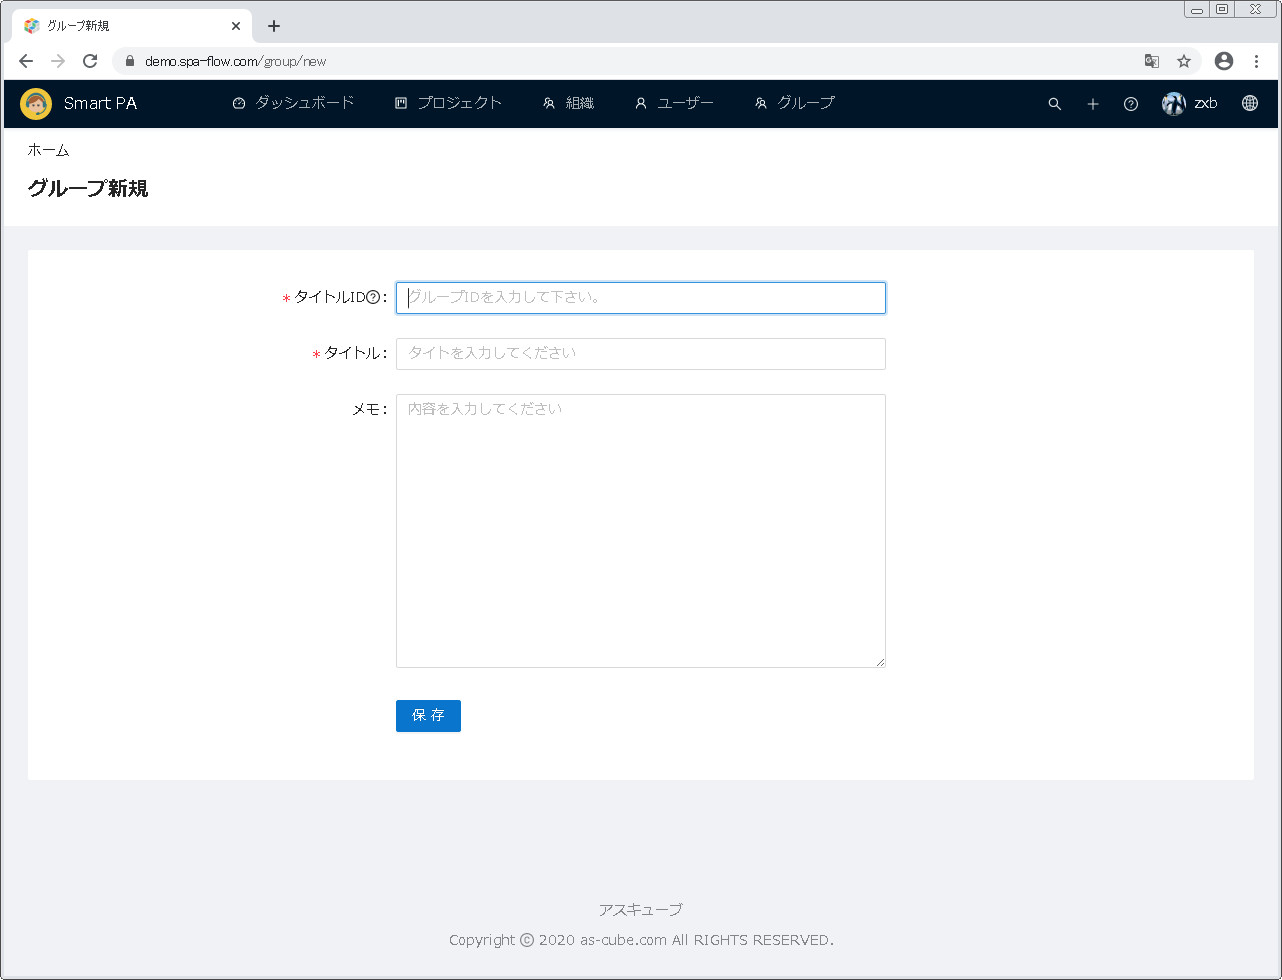 グループ新規
demo.spa-flow.com/group/new
Smart PA ダッシュボード プロジェクト 組織 ユーザー グループ zxb
ホーム
グループ新規
* タイトルID? : グループIDを入力して下さい。
* タイトル : タイトを入力してください
メモ : 内容を入力してください
保 存
アスキューブ
Copyright © 2020 as-cube.com All RIGHTS RESERVED.